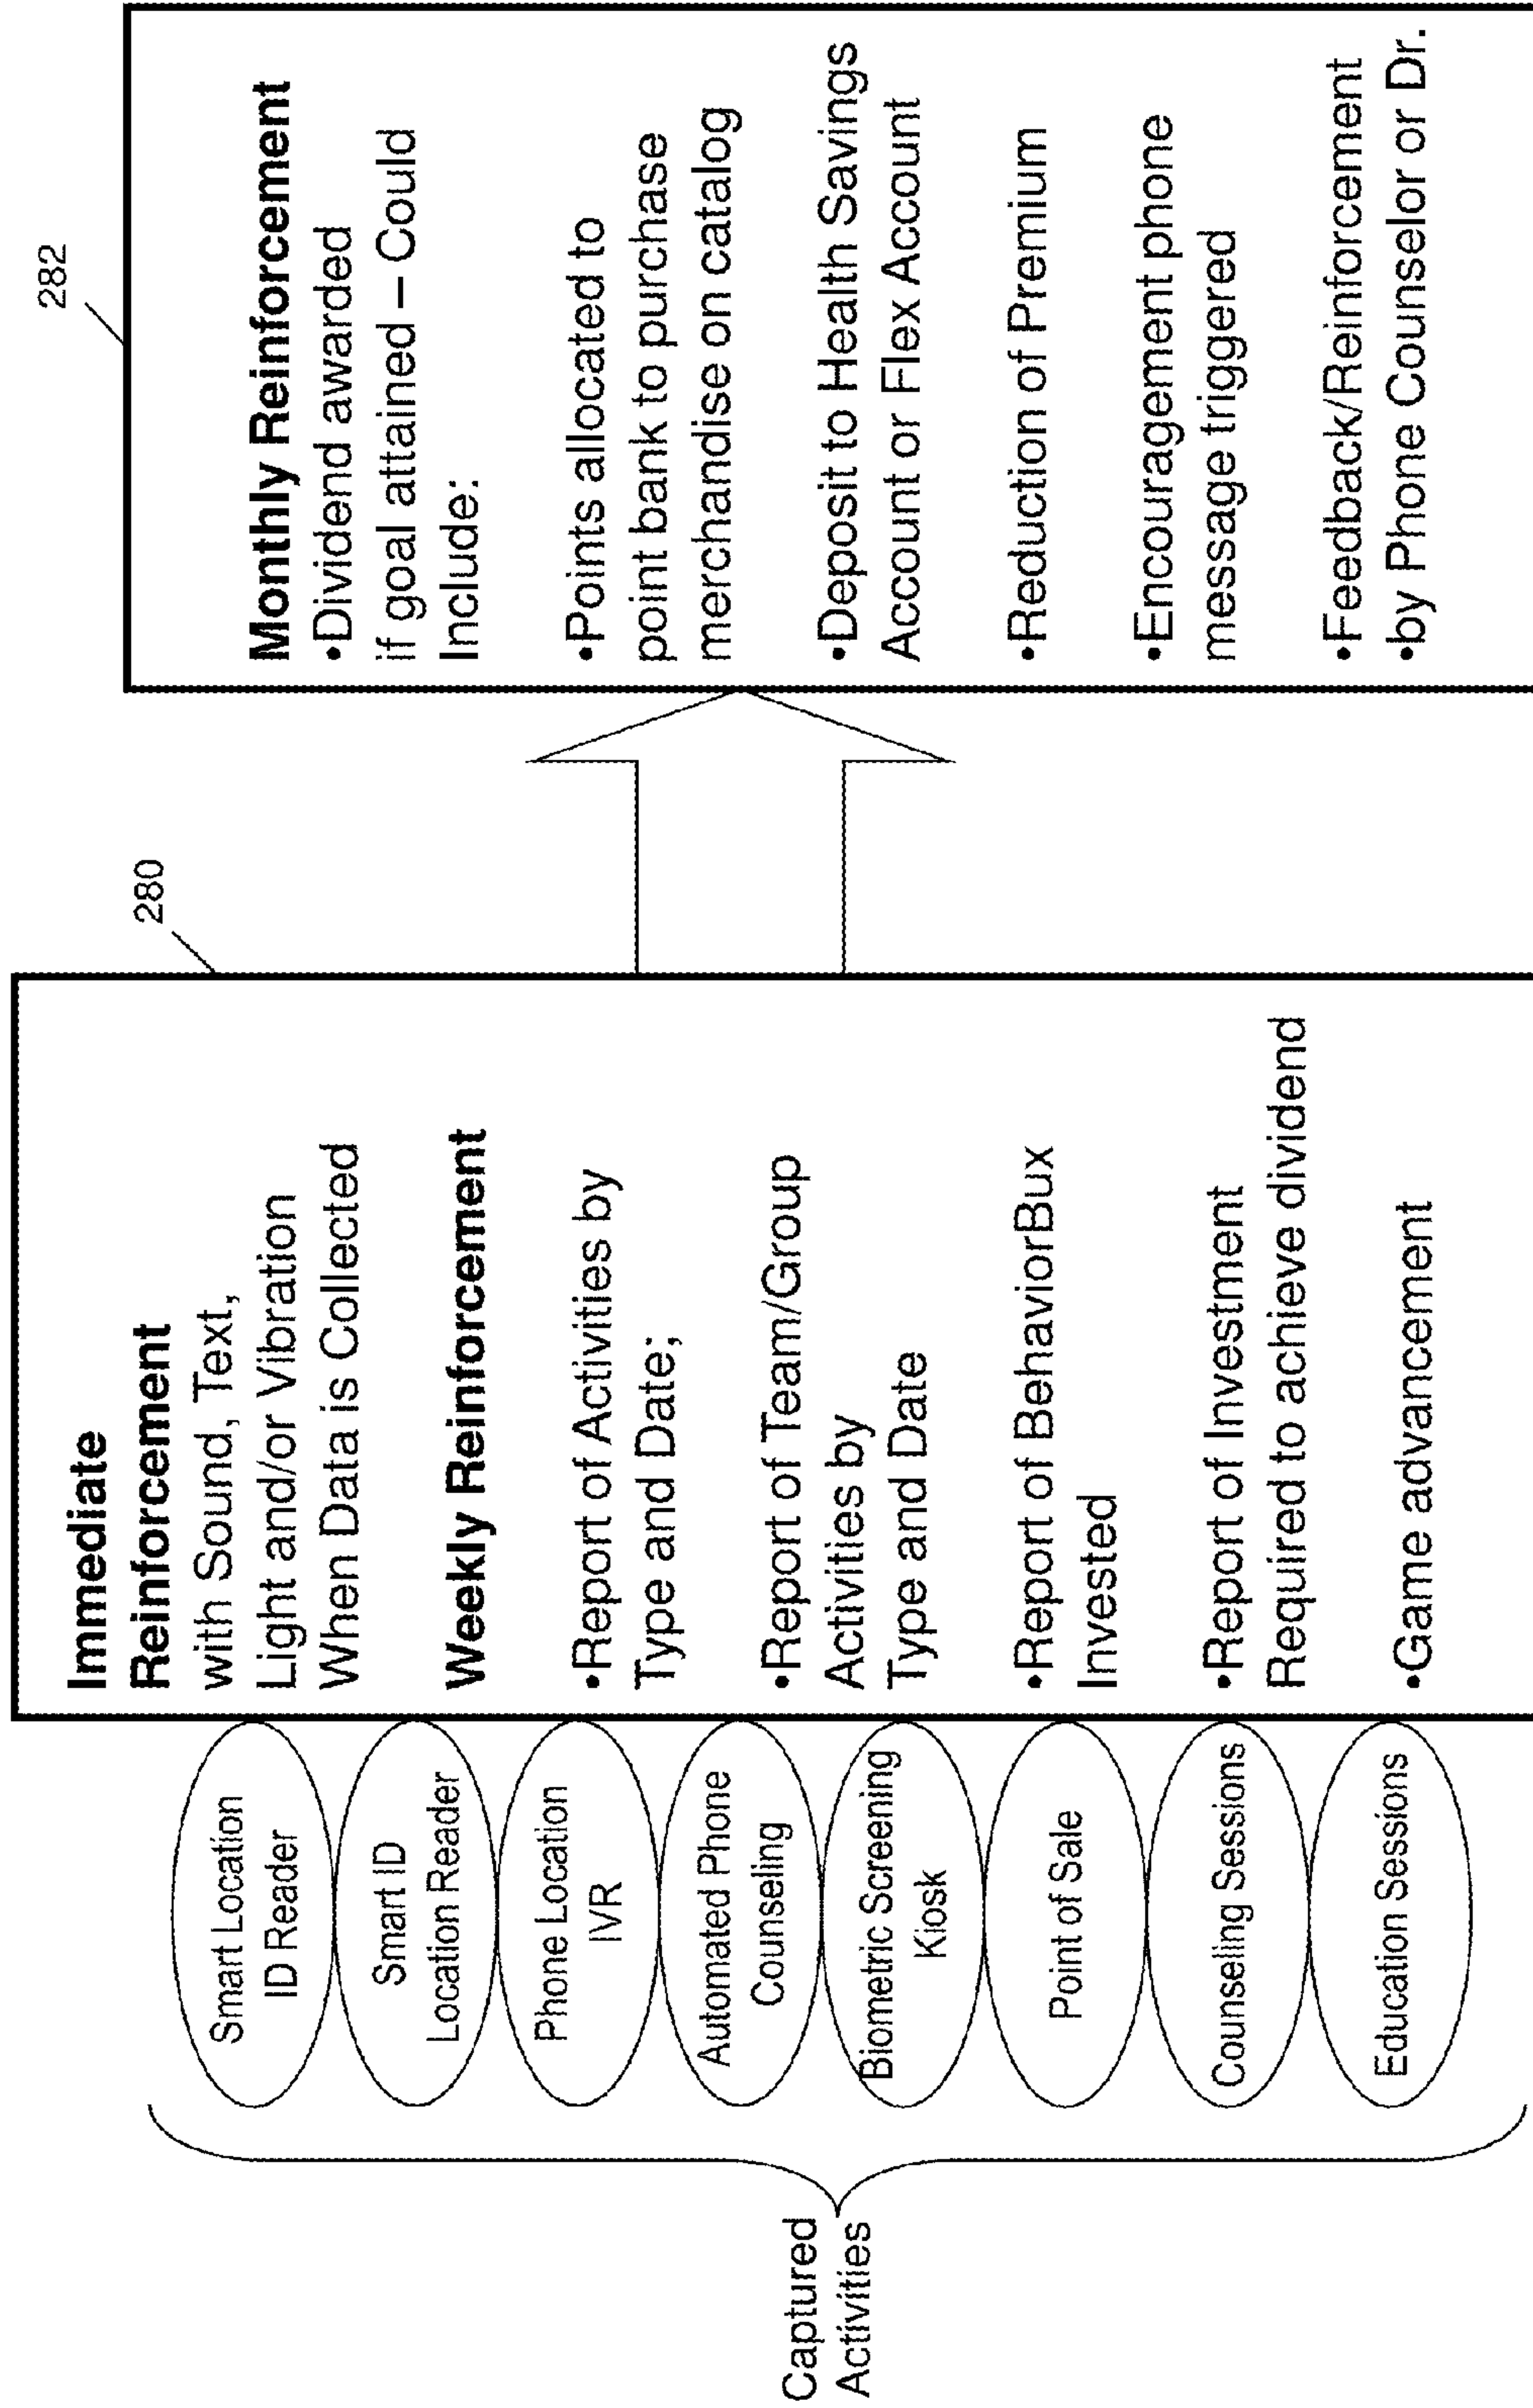 Captured
Activities
Smart Location
ID Reader
Smart ID
Location Reader
Phone Location
IVR
Automated Phone
Counseling
Biometric Screening
Kiosk
Point of Sale
Counseling Sessions
Education Sessions
280
Immediate
Reinforcement
with Sound, Text,
Light and/or Vibration
When Data is Collected
Weekly Reinforcement
•Report of Activities by
Type and Date;
•Report of Team/Group
Activities by
Type and Date
•Report of BehaviorBux
Invested
•Report of Investment
Required to achieve dividend
•Game advancement
282
Monthly Reinforcement
•Dividend awarded
if goal attained – Could
Include:
•Points allocated to
point bank to purchase
merchandise on catalog
•Deposit to Health Savings
Account or Flex Account
•Reduction of Premium
•Encouragement phone
message triggered
•Feedback/Reinforcement
•by Phone Counselor or Dr.